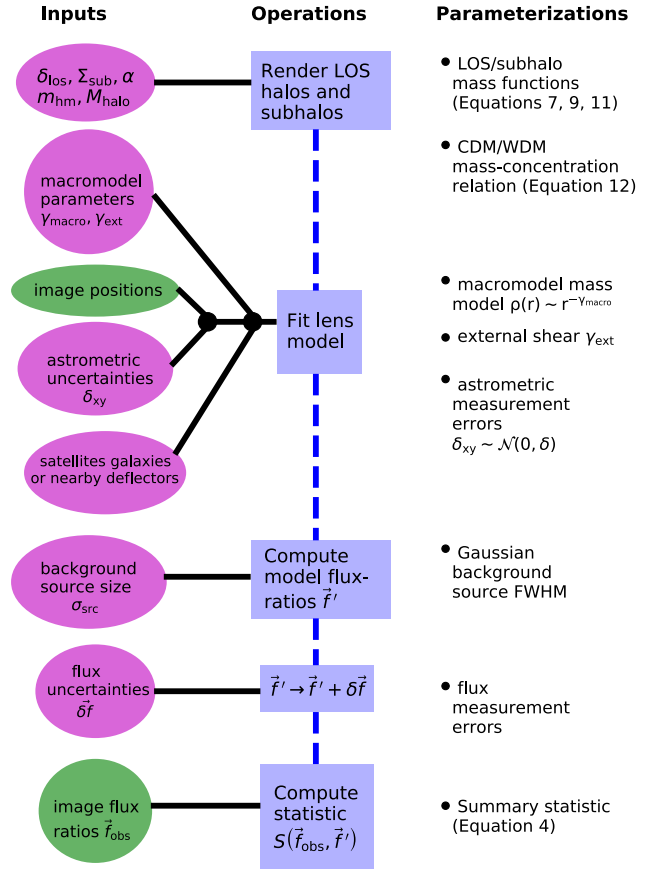 Inputs
Operations
Parameterizations
δlos, Σsub, α
mhm, Mhalo
Render LOS
halos and
subhalos
• LOS/subhalo
mass functions
(Equations 7, 9, 11)
• CDM/WDM
mass-concentration
relation (Equation 12)
macromodel
parameters
γmacro, γext
image positions
astrometric
uncertainties
δxy
satellites galaxies
or nearby deflectors
Fit lens
model
• macromodel mass
model ρ(r) ~ r^−γmacro
• external shear γext
• astrometric
measurement
errors
δxy ~ 𝒩(0, δ)
background
source size
σsrc
Compute
model flux-
ratios f⃗ ′
• Gaussian
background
source FWHM
flux
uncertainties
δ⃗f
f⃗ ′ → f⃗ ′ + δf⃗
• flux
measurement
errors
image flux
ratios f⃗obs
Compute
statistic
S(f⃗obs, f⃗ ′)
• Summary statistic
(Equation 4)